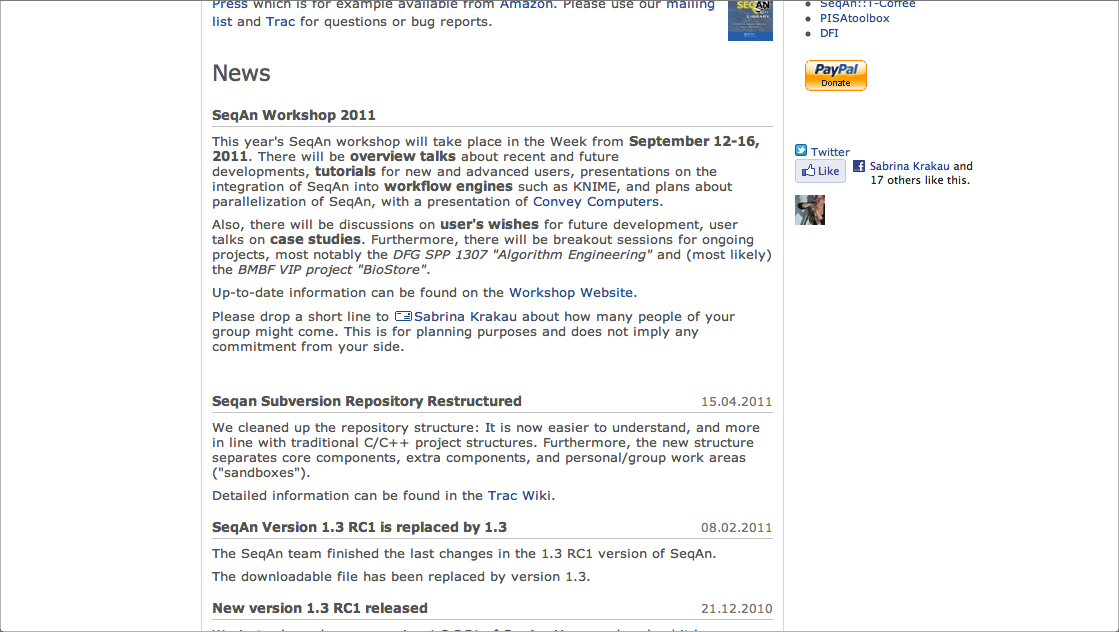 Press which is for example available from Amazon. Please use our mailing
list and Trac for questions or bug reports.
SEQAN
LIBRARY
News
SeqAn Workshop 2011
This year's SeqAn workshop will take place in the Week from September 12-16,
2011. There will be overview talks about recent and future
developments, tutorials for new and advanced users, presentations on the
integration of SeqAn into workflow engines such as KNIME, and plans about
parallelization of SeqAn, with a presentation of Convey Computers.
Also, there will be discussions on user's wishes for future development, user
talks on case studies. Furthermore, there will be breakout sessions for ongoing
projects, most notably the DFG SPP 1307 "Algorithm Engineering" and (most likely)
the BMBF VIP project "BioStore".
Up-to-date information can be found on the Workshop Website.
Please drop a short line to Sabrina Krakau about how many people of your
group might come. This is for planning purposes and does not imply any
commitment from your side.
Seqan Subversion Repository Restructured 15.04.2011
We cleaned up the repository structure: It is now easier to understand, and more
in line with traditional C/C++ project structures. Furthermore, the new structure
separates core components, extra components, and personal/group work areas
("sandboxes").
Detailed information can be found in the Trac Wiki.
SeqAn Version 1.3 RC1 is replaced by 1.3 08.02.2011
The SeqAn team finished the last changes in the 1.3 RC1 version of SeqAn.
The downloadable file has been replaced by version 1.3.
New version 1.3 RC1 released 21.12.2010
SeqAn::T-Coffee
PISAtoolbox
DFI
PayPal
Donate
Twitter
Like
Sabrina Krakau and
17 others like this.